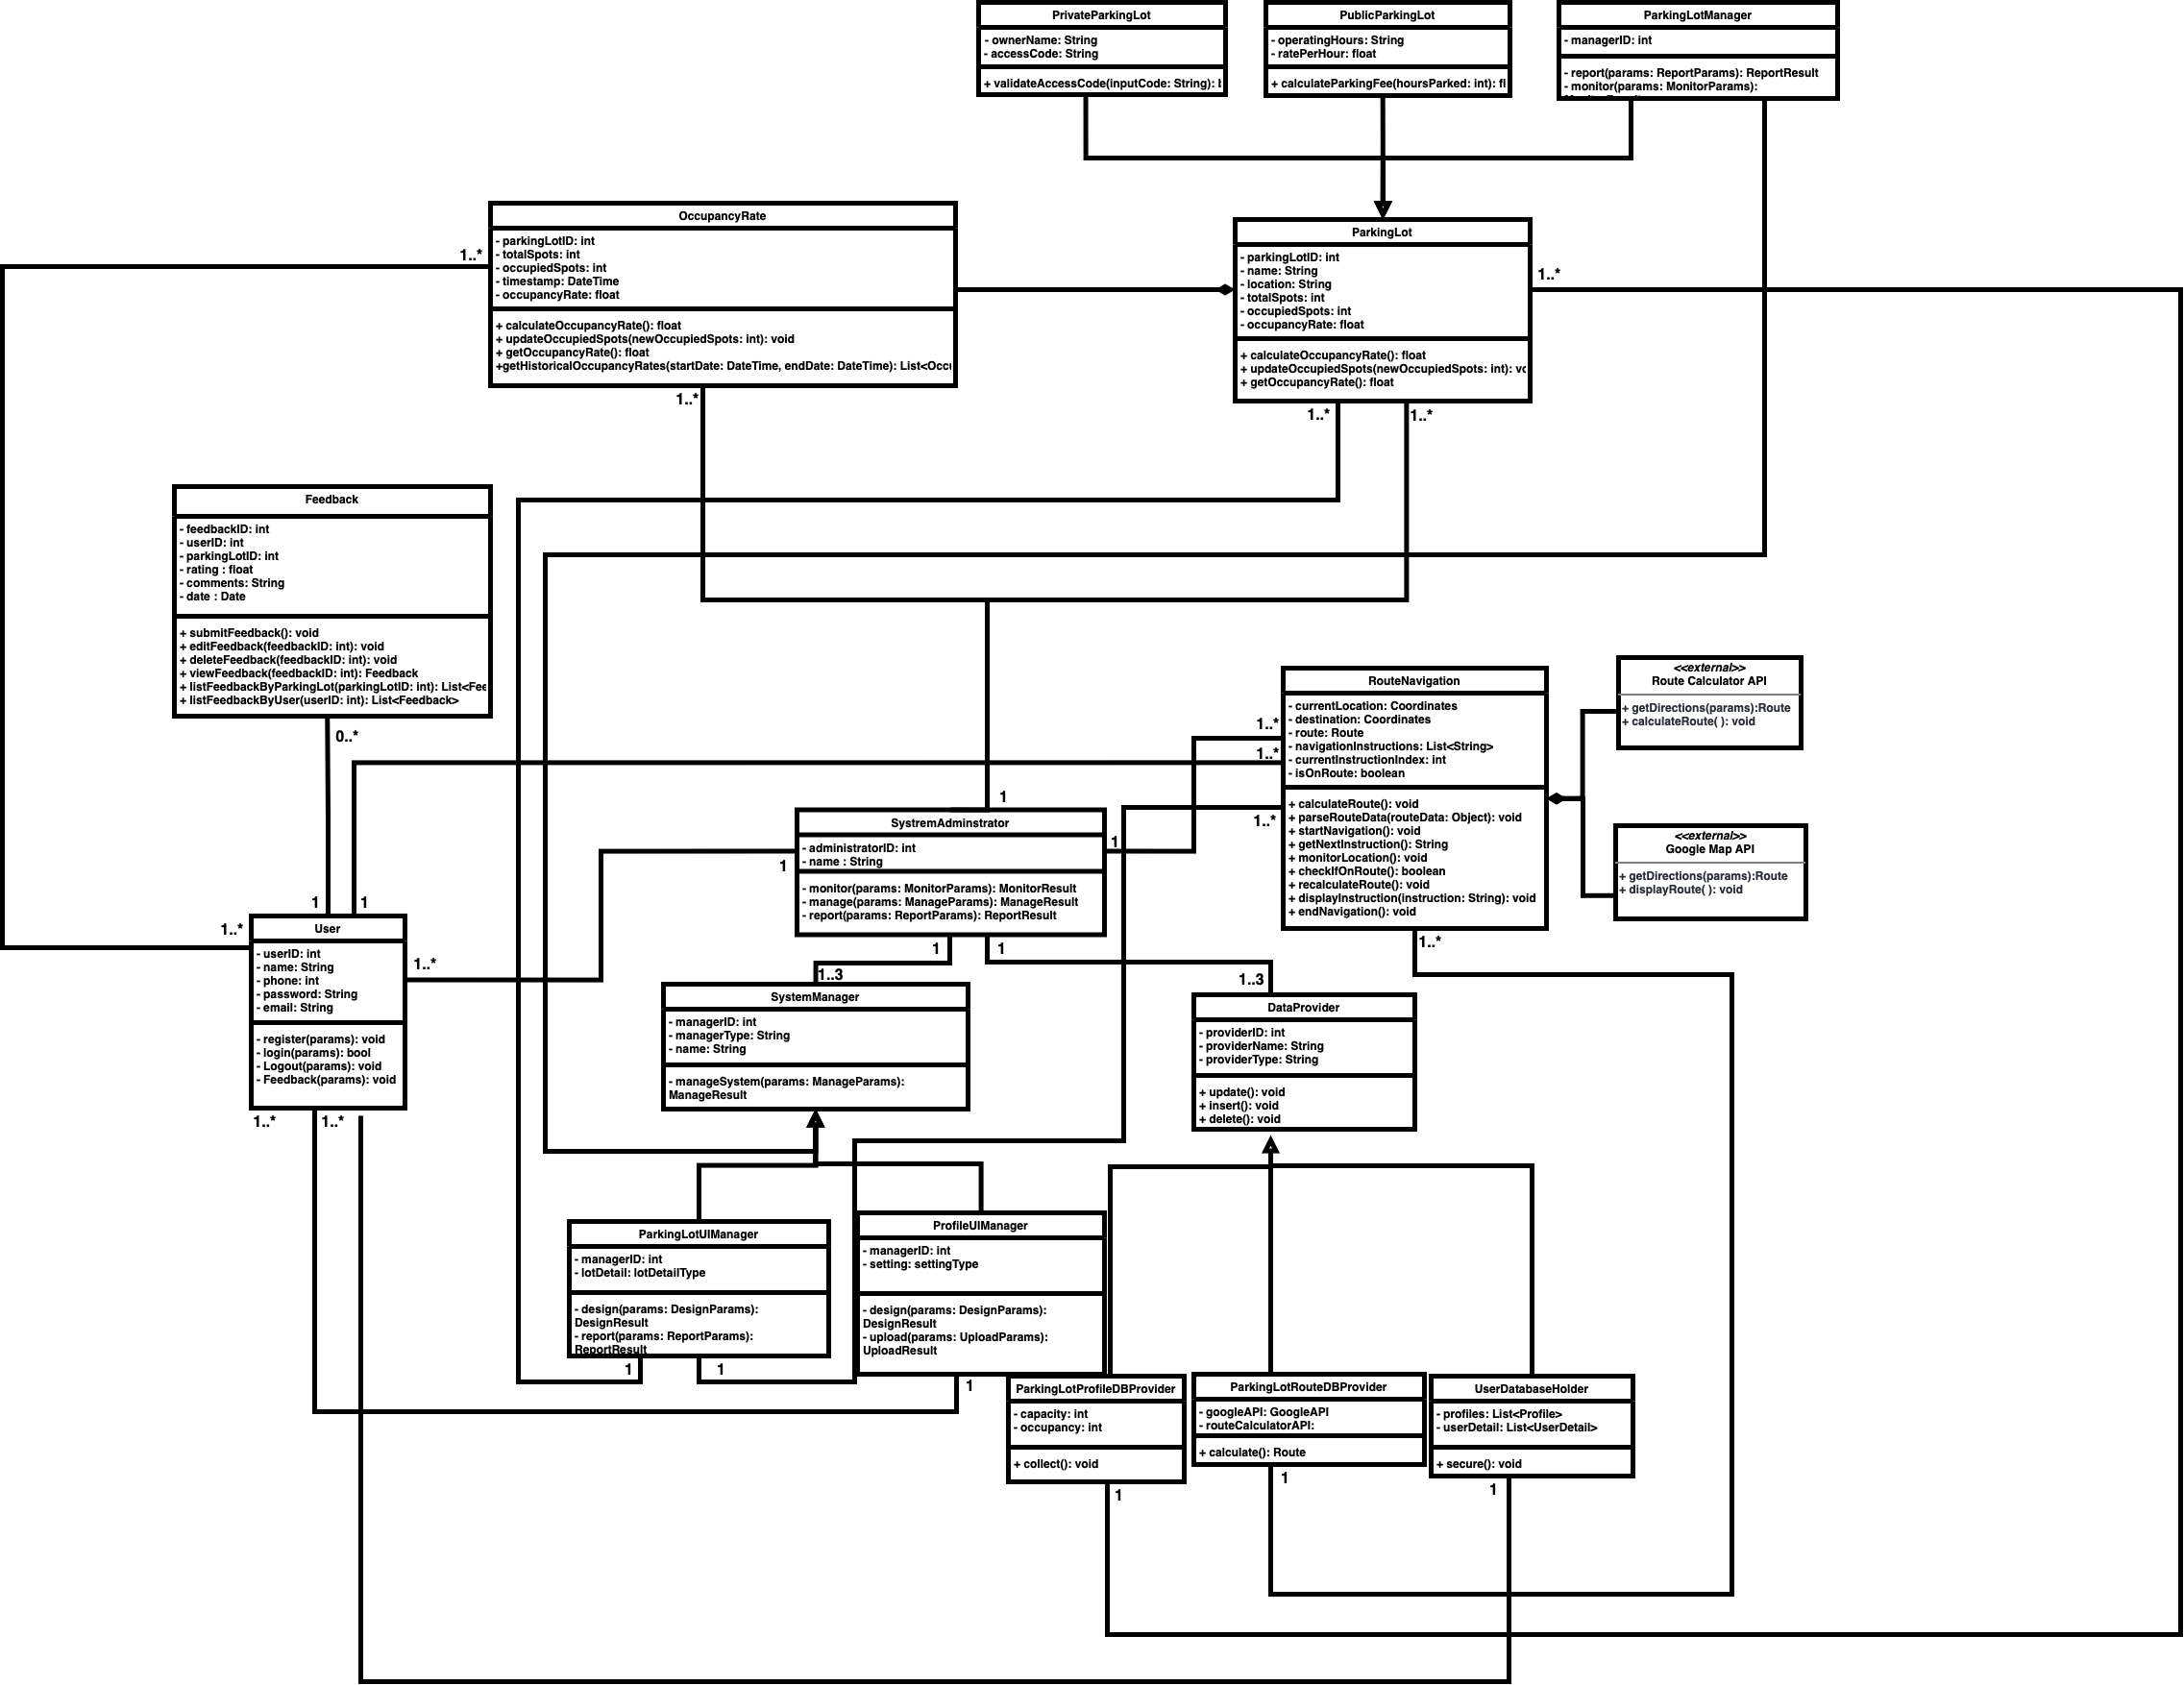 PrivateParkingLot
- ownerName: String
- accessCode: String
+ validateAccessCode(inputCode: String):
PublicParkingLot
- operatingHours: String
- ratePerHour: float
+ calculateParkingFee(hoursParked: int): fl
ParkingLotManager
- managerID: int
- report(params: ReportParams): ReportResult
- monitor(params: MonitorParams):
OccupancyRate
- parkingLotID: int
- totalSpots: int
- occupiedSpots: int
- timestamp: DateTime
- occupancyRate: float
+ calculateOccupancyRate(): float
+ updateOccupiedSpots(newOccupiedSpots: int): void
+ getOccupancyRate(): float
+getHistoricalOccupancyRates(startDate: DateTime, endDate: DateTime): List<Occu
1..*
1..*
ParkingLot
- parkingLotID: int
- name: String
- location: String
- totalSpots: int
- occupiedSpots: int
- occupancyRate: float
+ calculateOccupancyRate(): float
+ updateOccupiedSpots(newOccupiedSpots: int): vo
+ getOccupancyRate(): float
1..*
1..*
1..*
Feedback
- feedbackID: int
- userID: int
- parkingLotID: int
- rating : float
- comments: String
- date : Date
+ submitFeedback(): void
+ editFeedback(feedbackID: int): void
+ deleteFeedback(feedbackID: int): void
+ viewFeedback(feedbackID: int): Feedback
+ listFeedbackByParkingLot(parkingLotID: int): List<Fee
+ listFeedbackByUser(userID: int): List<Feedback>
0..*
RouteNavigation
- currentLocation: Coordinates
- destination: Coordinates
- route: Route
- navigationInstructions: List<String>
- currentInstructionIndex: int
- isOnRoute: boolean
+ calculateRoute(): void
+ parseRouteData(routeData: Object): void
+ startNavigation(): void
+ getNextInstruction(): String
+ monitorLocation(): void
+ checkIfOnRoute(): boolean
+ recalculateRoute(): void
+ displayInstruction(instruction: String): void
+ endNavigation(): void
1..*
1..*
1..*
1..*
<<external>>
Route Calculator API
+ getDirections(params):Route
+ calculateRoute( ): void
<<external>>
Google Map API
+ getDirections(params):Route
+ displayRoute( ): void
1
SystremAdminstrator
- administratorID: int
- name : String
- monitor(params: MonitorParams): MonitorResult
- manage(params: ManageParams): ManageResult
- report(params: ReportParams): ReportResult
1
1
1
1
1
1
1..*
User
- userID: int
- name: String
- phone: int
- password: String
- email: String
- register(params): void
- login(params): bool
- Logout(params): void
- Feedback(params): void
1..*
1..*
1..*
1..3
SystemManager
- managerID: int
- managerType: String
- name: String
- manageSystem(params: ManageParams):
ManageResult
1..3
DataProvider
- providerID: int
- providerName: String
- providerType: String
+ update(): void
+ insert(): void
+ delete(): void
ParkingLotUIManager
- managerID: int
- lotDetail: lotDetailType
- design(params: DesignParams):
DesignResult
- report(params: ReportParams):
ReportResult
1
1
ProfileUIManager
- managerID: int
- setting: settingType
- design(params: DesignParams):
DesignResult
- upload(params: UploadParams):
UploadResult
1
ParkingLotProfileDBProvider
- capacity: int
- occupancy: int
+ collect(): void
1
ParkingLotRouteDBProvider
- googleAPI: GoogleAPI
- routeCalculatorAPI:
+ calculate(): Route
1
UserDatabaseHolder
- profiles: List<Profile>
- userDetail: List<UserDetail>
+ secure(): void
1